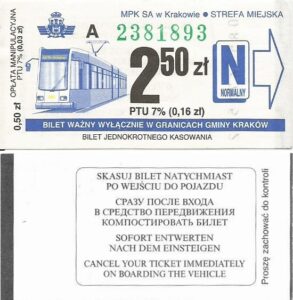 MPK SA w Krakowie • STREFA MIEJSKA
A 2381893
OPŁATA MANIPULACYJNA
PTU 7% (0,03 zł)
0,50 zł
2 50 zł
PTU 7% (0,16 zł)
N
NORMALNY
BILET WAŻNY WYŁĄCZNIE W GRANICACH GMINY KRAKÓW
BILET JEDNOKROTNEGO KASOWANIA
SKASUJ BILET NATYCHMIAST
PO WEJŚCIU DO POJAZDU
СРАЗУ ПОСЛЕ ВХОДА
В СРЕДСТВО ПЕРЕДВИЖЕНИЯ
КОМПОСТИРОВАТЬ БИЛЕТ
SOFORT ENTWERTEN
NACH DEM EINSTEIGEN
CANCEL YOUR TICKET IMMEDIATELY
ON BOARDING THE VEHICLE
Proszę zachować do kontroli